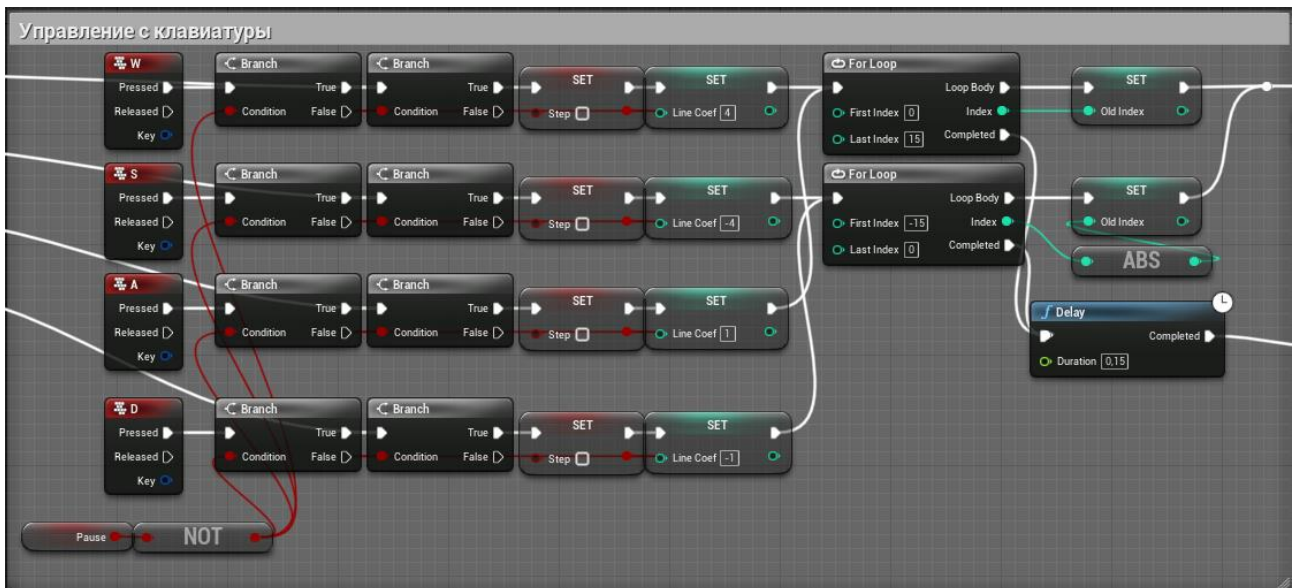 Управление с клавиатуры
W
Pressed
Released
Key
Branch
True
Condition
False
Branch
True
Condition
False
SET
Step
SET
Line Coef 4
For Loop
Loop Body
First Index 0
Index
Last Index 15
Completed
SET
Old Index
S
Pressed
Released
Key
Branch
True
Condition
False
Branch
True
Condition
False
SET
Step
SET
Line Coef -4
For Loop
Loop Body
First Index -15
Index
Last Index 0
Completed
SET
Old Index
ABS
A
Pressed
Released
Key
Branch
True
Condition
False
Branch
True
Condition
False
SET
Step
SET
Line Coef 1
f Delay
Completed
Duration 0,15
D
Pressed
Released
Key
Branch
True
Condition
False
Branch
True
Condition
False
SET
Step
SET
Line Coef -1
Pause
NOT